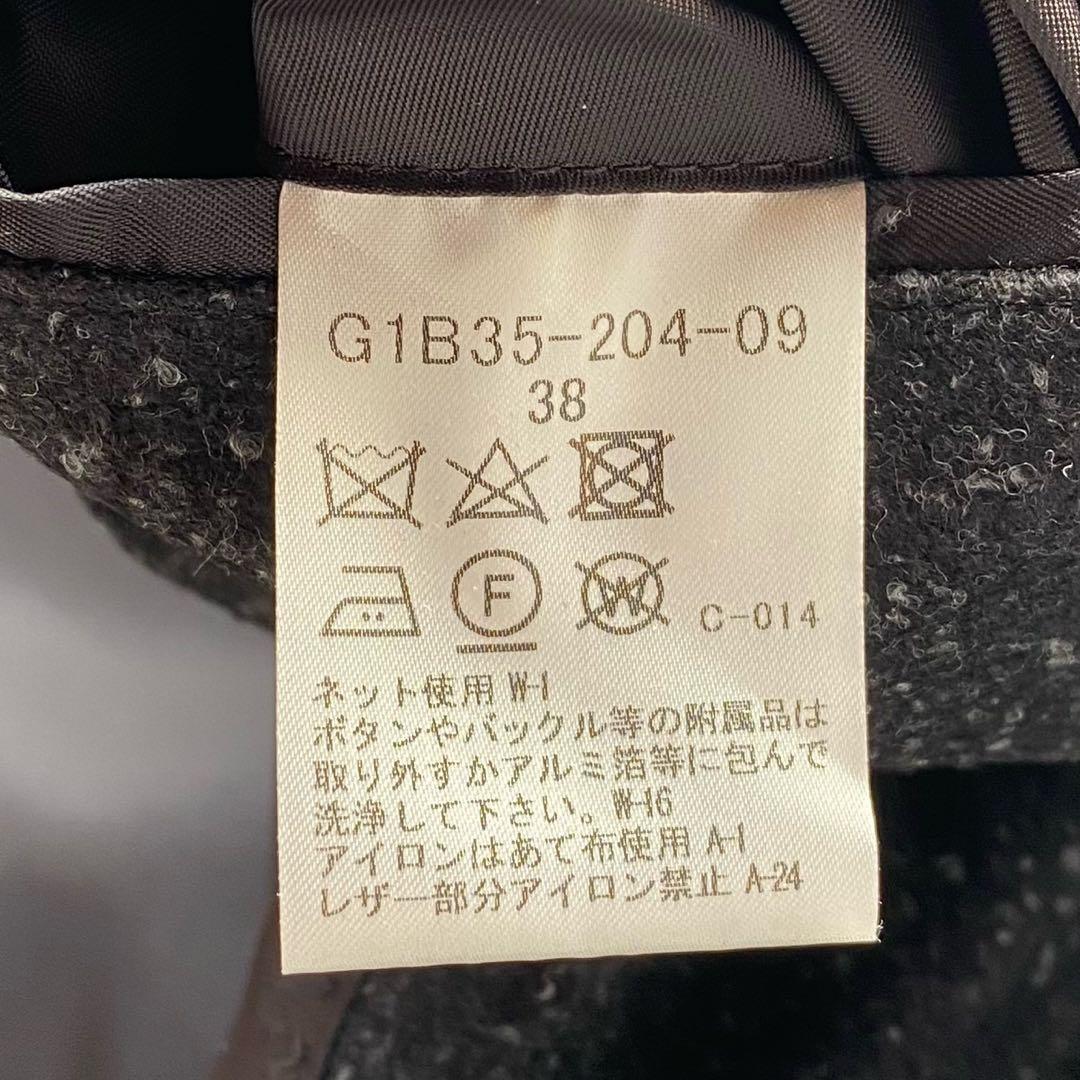 G1B35-204-09
38
F W C-014
ネット使用 W-1
ボタンやバックル等の附属品は
取り外すかアルミ箔等に包んで
洗浄して下さい。W-16
アイロンはあて布使用 A-1
レザー部分アイロン禁止 A-24